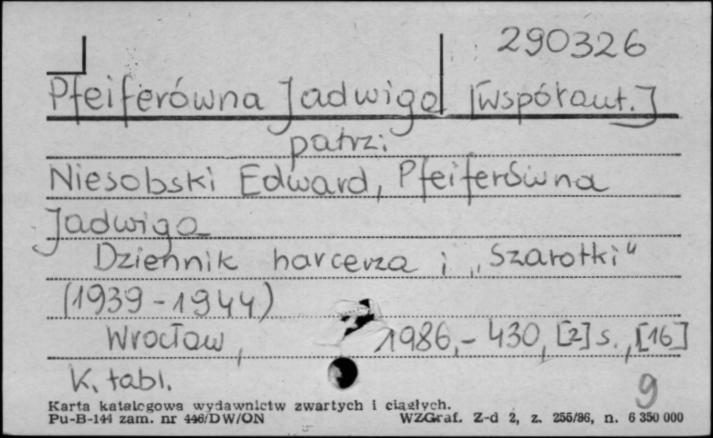 290326
Pfeiferówna Jadwiga [współaut.]
patrz:
Niesobski Edward, Pfeiferówna
Jadwiga
Dziennik harcerza i „Szarotki"
(1939-1944)
Wrocław, 1986,- 430, [2] s., [16]
K. tabl.
9
Karta katalogowa wydawnictw zwartych i ciągłych.
Pu-B-144 zam. nr 446/DW/ON WZGraf. Z-d 2, z. 256/86, n. 6 350 000